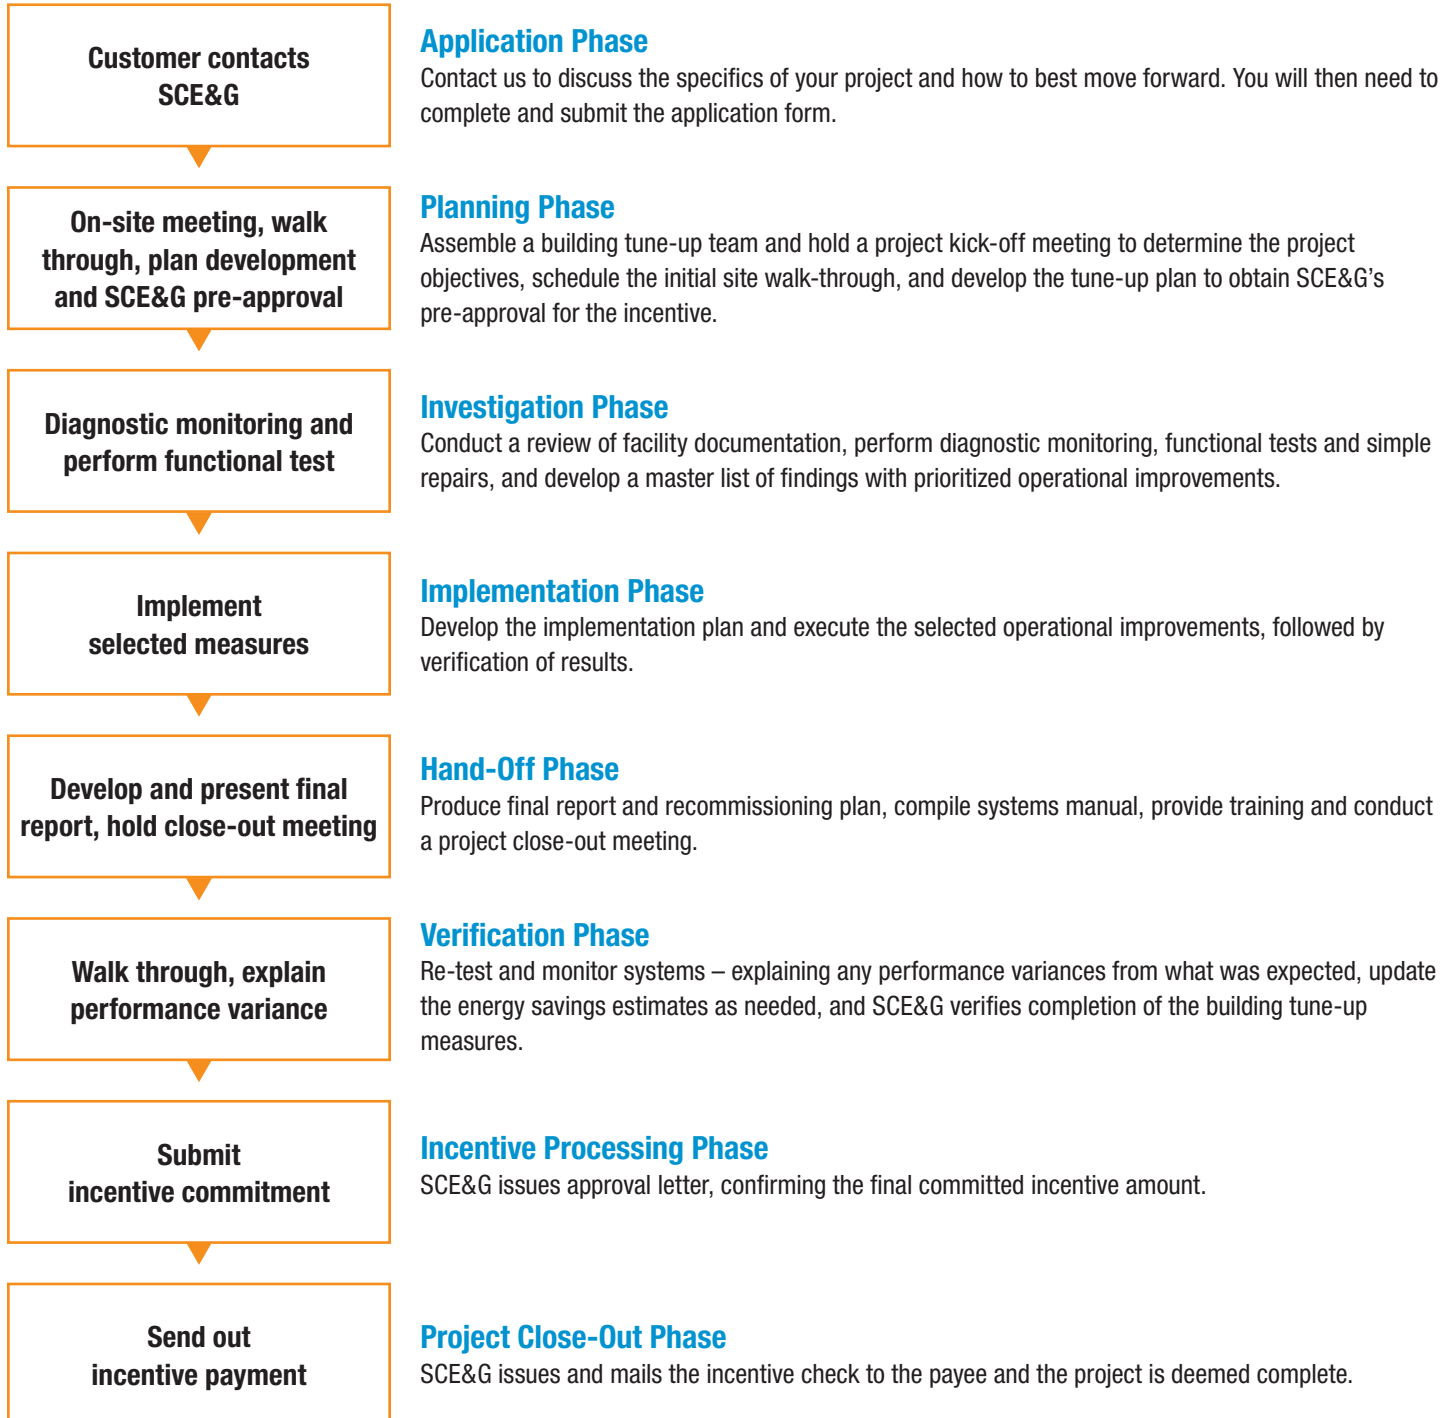 Customer contacts
SCE&G
Application Phase
Contact us to discuss the specifics of your project and how to best move forward. You will then need to
complete and submit the application form.
On-site meeting, walk
through, plan development
and SCE&G pre-approval
Planning Phase
Assemble a building tune-up team and hold a project kick-off meeting to determine the project
objectives, schedule the initial site walk-through, and develop the tune-up plan to obtain SCE&G’s
pre-approval for the incentive.
Diagnostic monitoring and
perform functional test
Investigation Phase
Conduct a review of facility documentation, perform diagnostic monitoring, functional tests and simple
repairs, and develop a master list of findings with prioritized operational improvements.
Implement
selected measures
Implementation Phase
Develop the implementation plan and execute the selected operational improvements, followed by
verification of results.
Develop and present final
report, hold close-out meeting
Hand-Off Phase
Produce final report and recommissioning plan, compile systems manual, provide training and conduct
a project close-out meeting.
Walk through, explain
performance variance
Verification Phase
Re-test and monitor systems – explaining any performance variances from what was expected, update
the energy savings estimates as needed, and SCE&G verifies completion of the building tune-up
measures.
Submit
incentive commitment
Incentive Processing Phase
SCE&G issues approval letter, confirming the final committed incentive amount.
Send out
incentive payment
Project Close-Out Phase
SCE&G issues and mails the incentive check to the payee and the project is deemed complete.